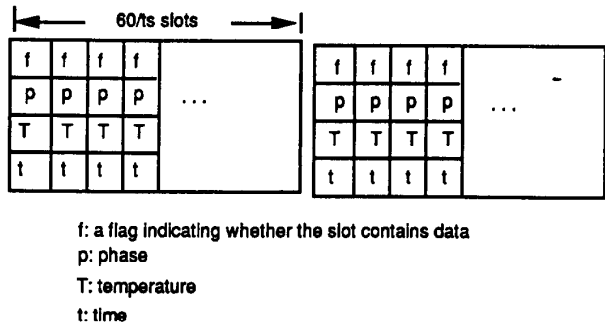 60/ts slots
f f f f f f f f
p p p p ... p p p p ...
T T T T T T T T
t t t t t t t t
f: a flag indicating whether the slot contains data
p: phase
T: temperature
t: time